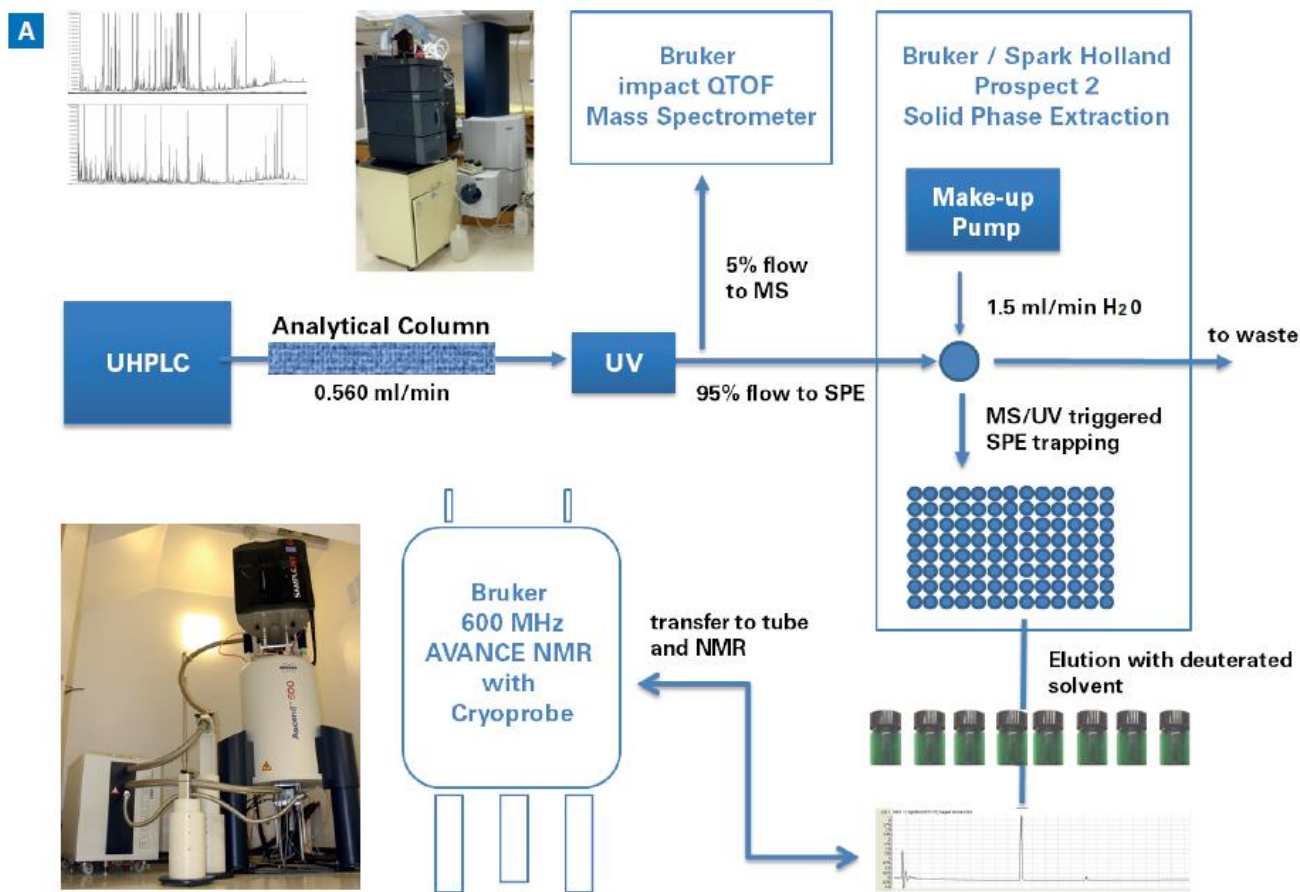 A
Bruker
impact QTOF
Mass Spectrometer
Bruker / Spark Holland
Prospect 2
Solid Phase Extraction
Make-up
Pump
5% flow
to MS
1.5 ml/min H₂0
Analytical Column
to waste
UHPLC
UV
0.560 ml/min
95% flow to SPE
MS/UV triggered
SPE trapping
Bruker
600 MHz
AVANCE NMR
with
Cryoprobe
transfer to tube
and NMR
Elution with deuterated
solvent
Ascend 600